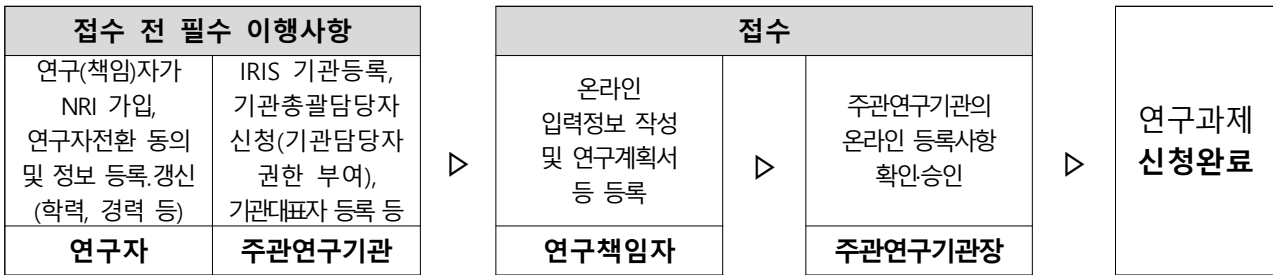 접수 전 필수 이행사항
연구(책임)자가
NRI 가입,
연구자전환 동의
및 정보 등록.갱신
(학력, 경력 등)
연구자
IRIS 기관등록,
기관총괄담당자
신청(기관담당자
권한 부여),
기관대표자 등록 등
주관연구기관
▷
접수
온라인
입력정보 작성
및 연구계획서
등 등록
연구책임자
▷
주관연구기관의
온라인 등록사항
확인·승인
주관연구기관장
▷
연구과제
신청완료